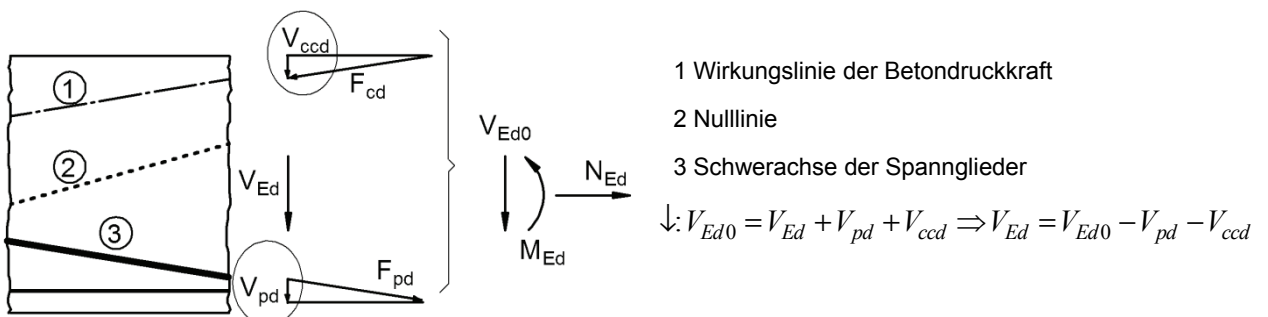 1
2
3
V_ccd
F_cd
V_Ed
V_pd
F_pd
V_Ed0
N_Ed
M_Ed
1 Wirkungslinie der Betondruckkraft
2 Nulllinie
3 Schwerachse der Spannglieder
↓: V_Ed0 = V_Ed + V_pd + V_ccd ⇒ V_Ed = V_Ed0 − V_pd − V_ccd